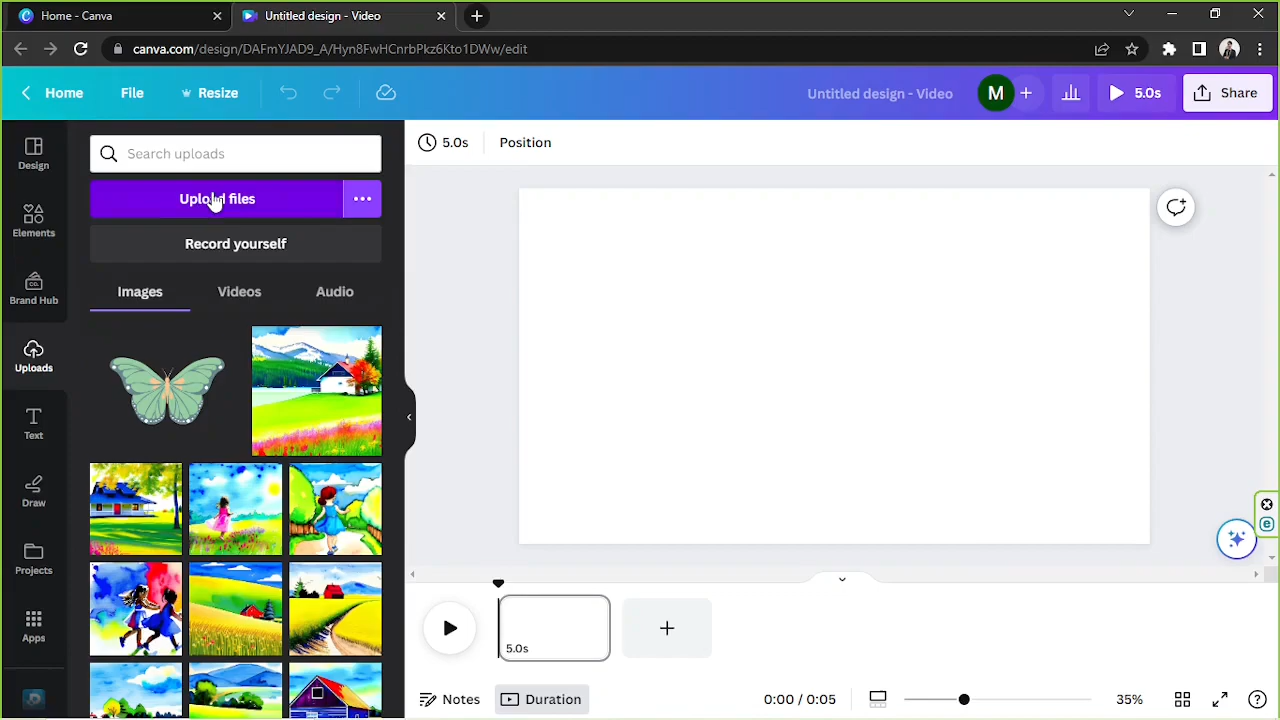 Home - Canva
Untitled design - Video
canva.com/design/DAFmYJAD9_A/Hyn8FwHCnrbPkz6Kto1DWw/edit
Home
File
Resize
Untitled design - Video
M
5.0s
Share
Design
Elements
Brand Hub
Uploads
Text
Draw
Projects
Apps
Search uploads
Upload files
Record yourself
Images
Videos
Audio
5.0s
Position
5.0s
Notes
Duration
0:00 / 0:05
35%